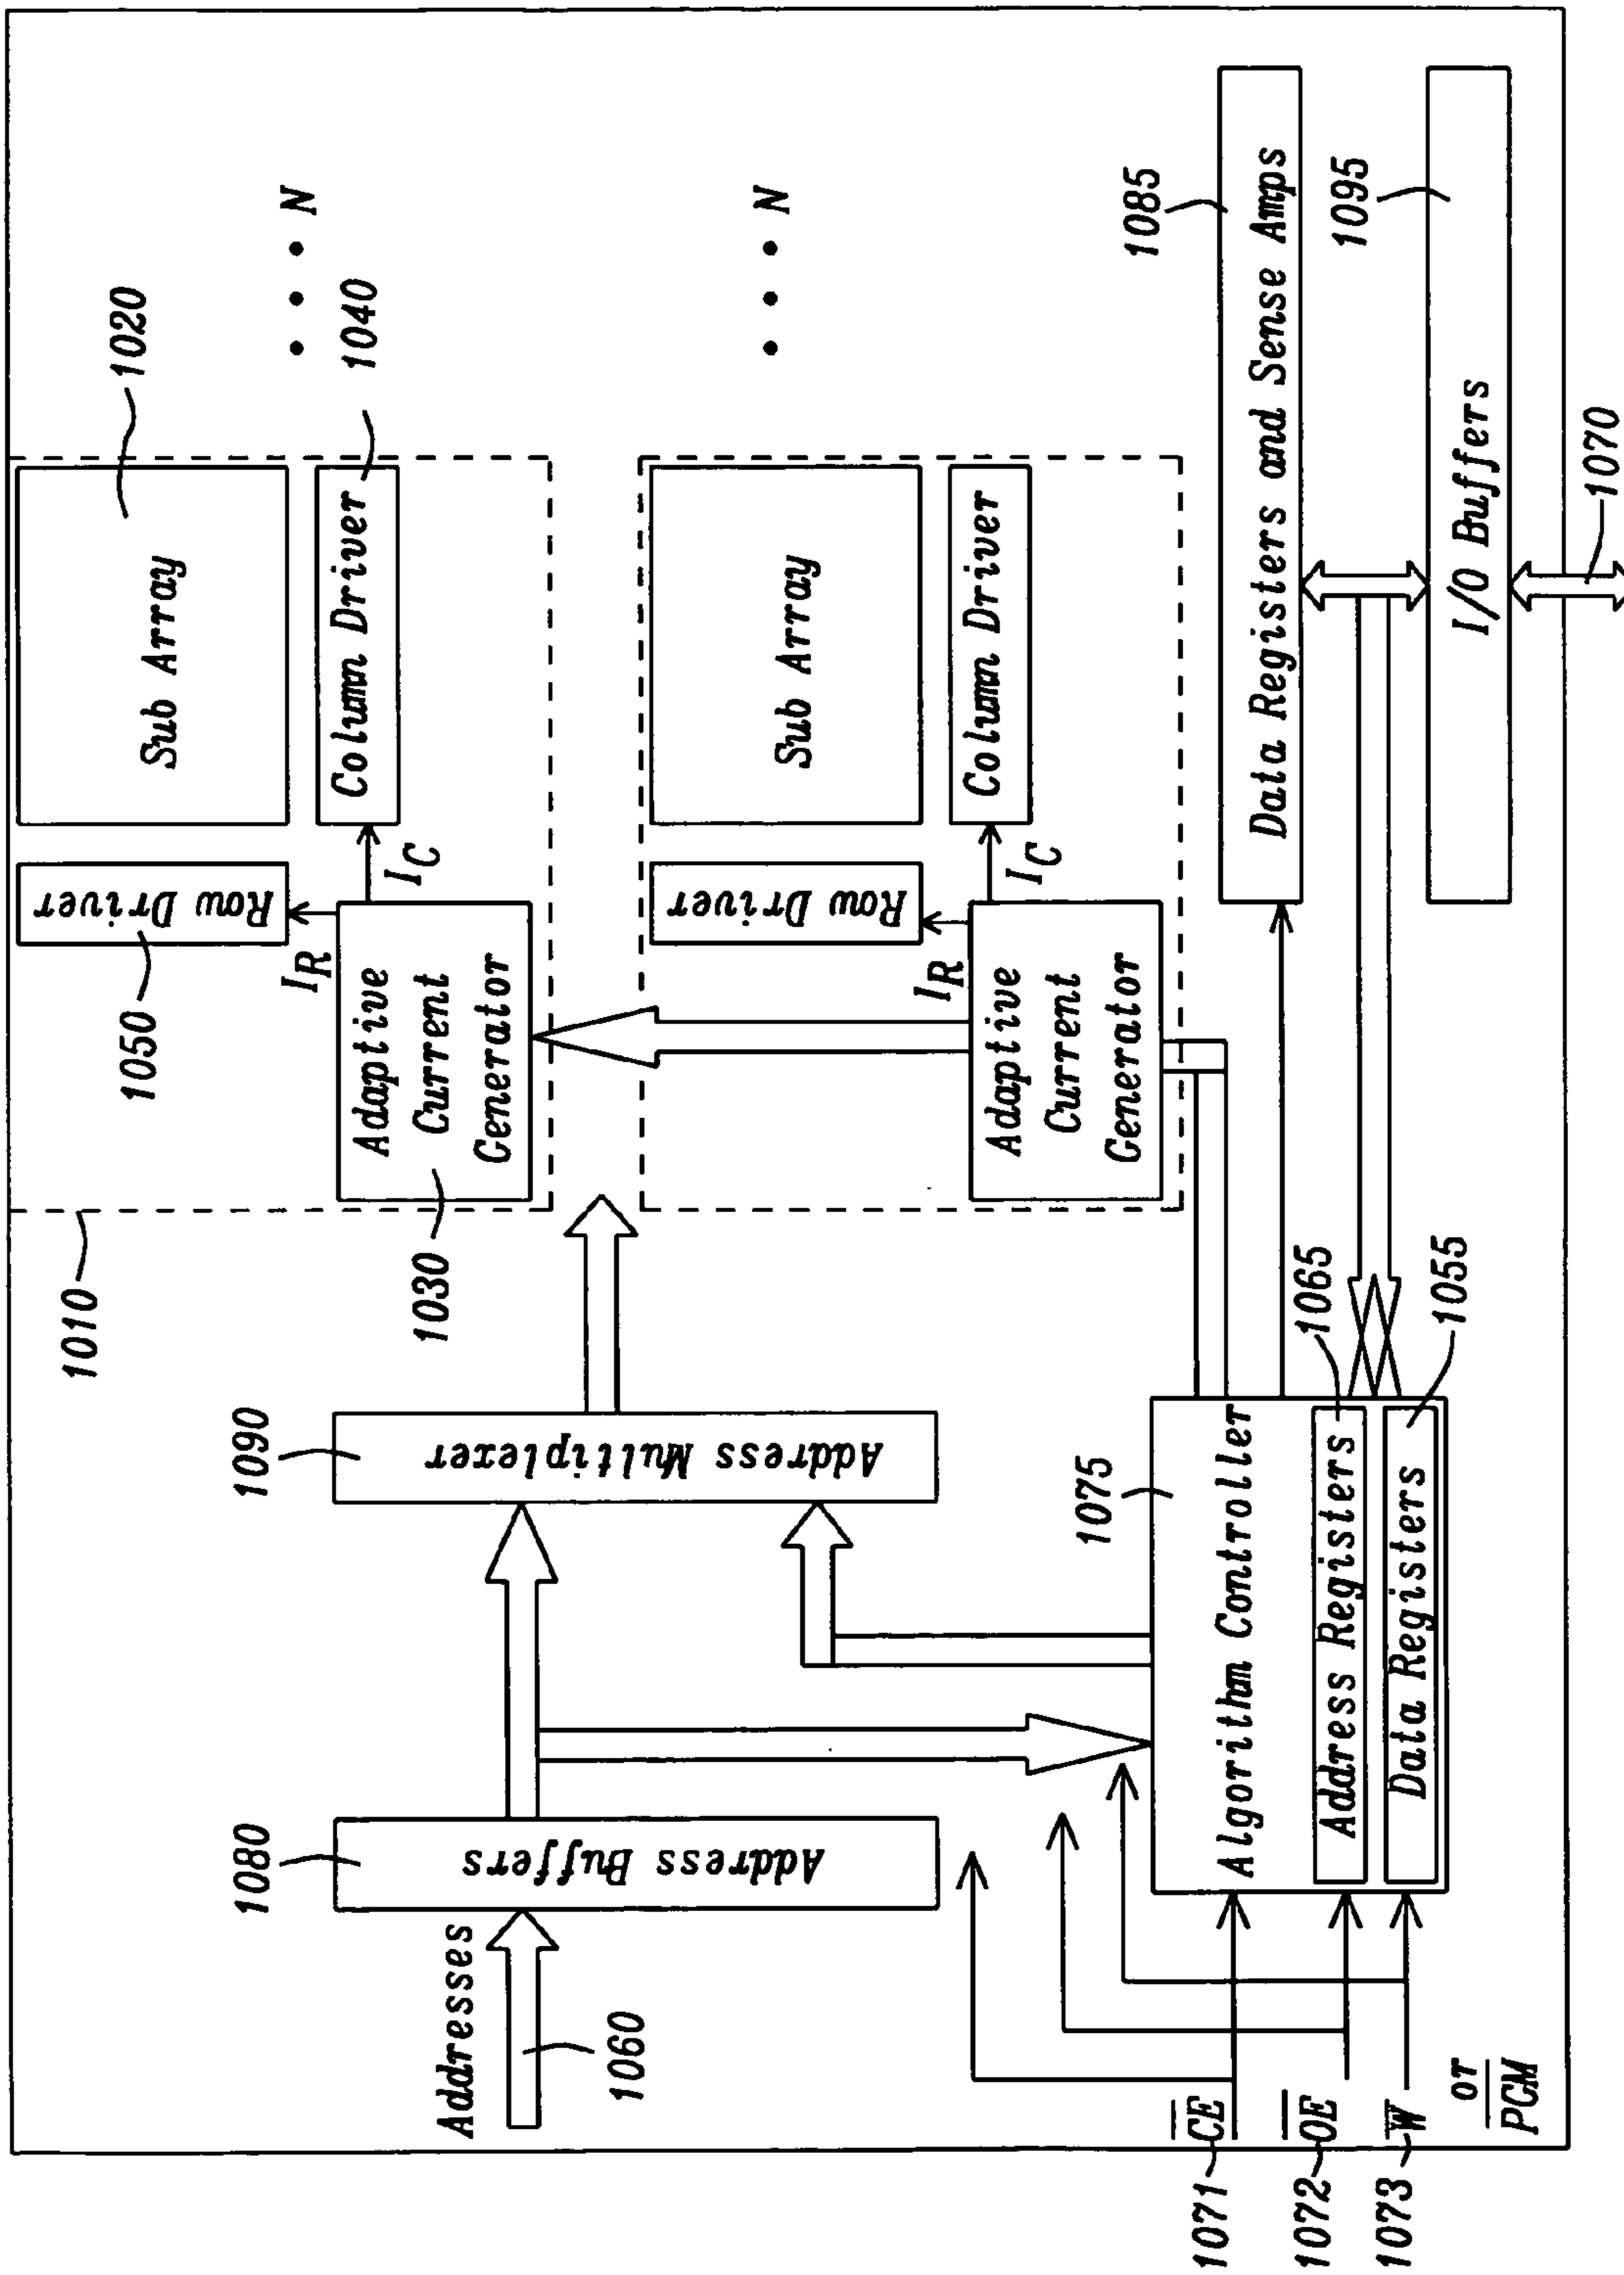 1010
Sub Array
1020
Row Driver
1050
Column Driver
1040
I_R
I_C
Adaptive
Current
Generator
1030
• • • N
Sub Array
Row Driver
Column Driver
I_R
I_C
Adaptive
Current
Generator
• • • N
Addresses
1060
Address Buffers
1080
Address Multiplexer
1090
Algorithm Controller
1075
Address Registers
1065
Data Registers
1055
Data Registers and Sense Amps
1085
I/O Buffers
1095
1070
1071
C̅E̅
1072
O̅E̅
1073
W̅
or
P̅G̅M̅